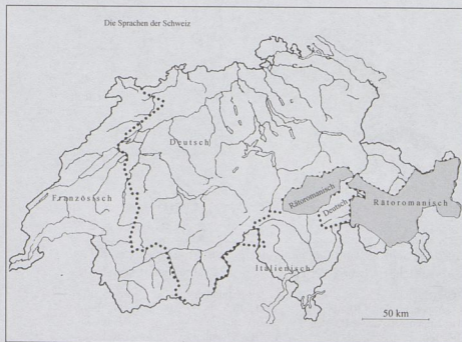 Die Sprachen der Schweiz
Deutsch
Französisch
Rätoromanisch
Deutsch
Rätoromanisch
Italienisch
50 km